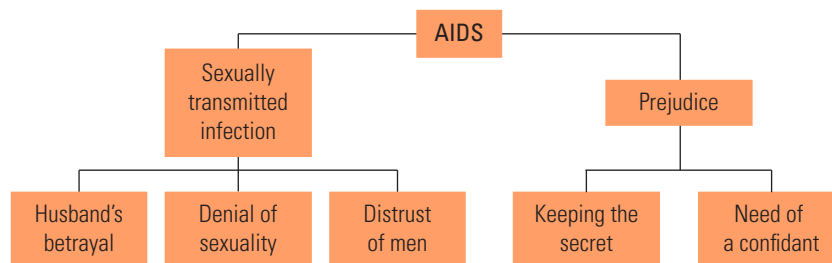 AIDS
Sexually
transmitted
infection
Prejudice
Husband's
betrayal
Denial of
sexuality
Distrust
of men
Keeping the
secret
Need of
a confidant